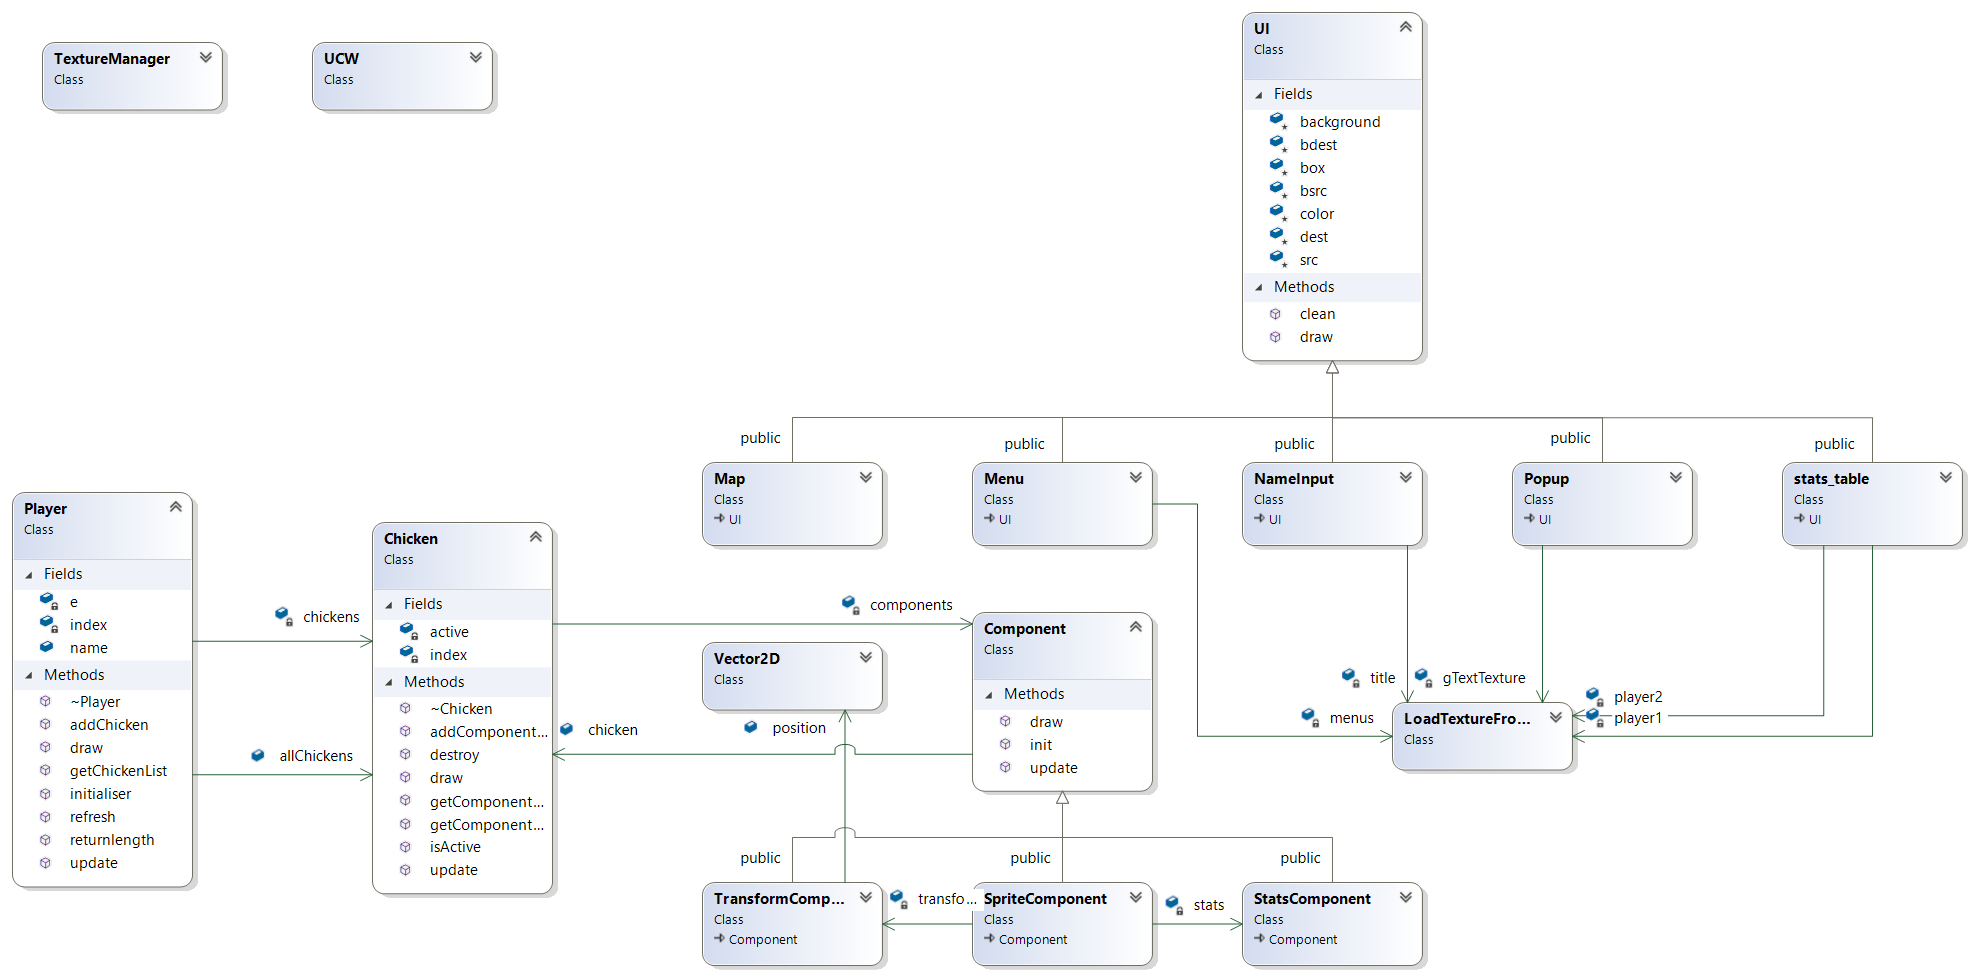 TextureManager
Class
UCW
Class
UI
Class
Fields
background
bdest
box
bsrc
color
dest
src
Methods
clean
draw
public
public
public
public
public
Map
Class
UI
Menu
Class
UI
NameInput
Class
UI
Popup
Class
UI
stats_table
Class
UI
Player
Class
Fields
e
index
name
Methods
~Player
addChicken
draw
getChickenList
initialiser
refresh
returnlength
update
chickens
allChickens
Chicken
Class
Fields
active
index
Methods
~Chicken
addComponent...
destroy
draw
getComponent...
getComponent...
isActive
update
components
chicken
Vector2D
Class
position
Component
Class
Methods
draw
init
update
title
gTextTexture
menus
player2
player1
LoadTextureFro...
Class
public
public
public
TransformComp...
Class
Component
transfo...
SpriteComponent
Class
Component
stats
StatsComponent
Class
Component